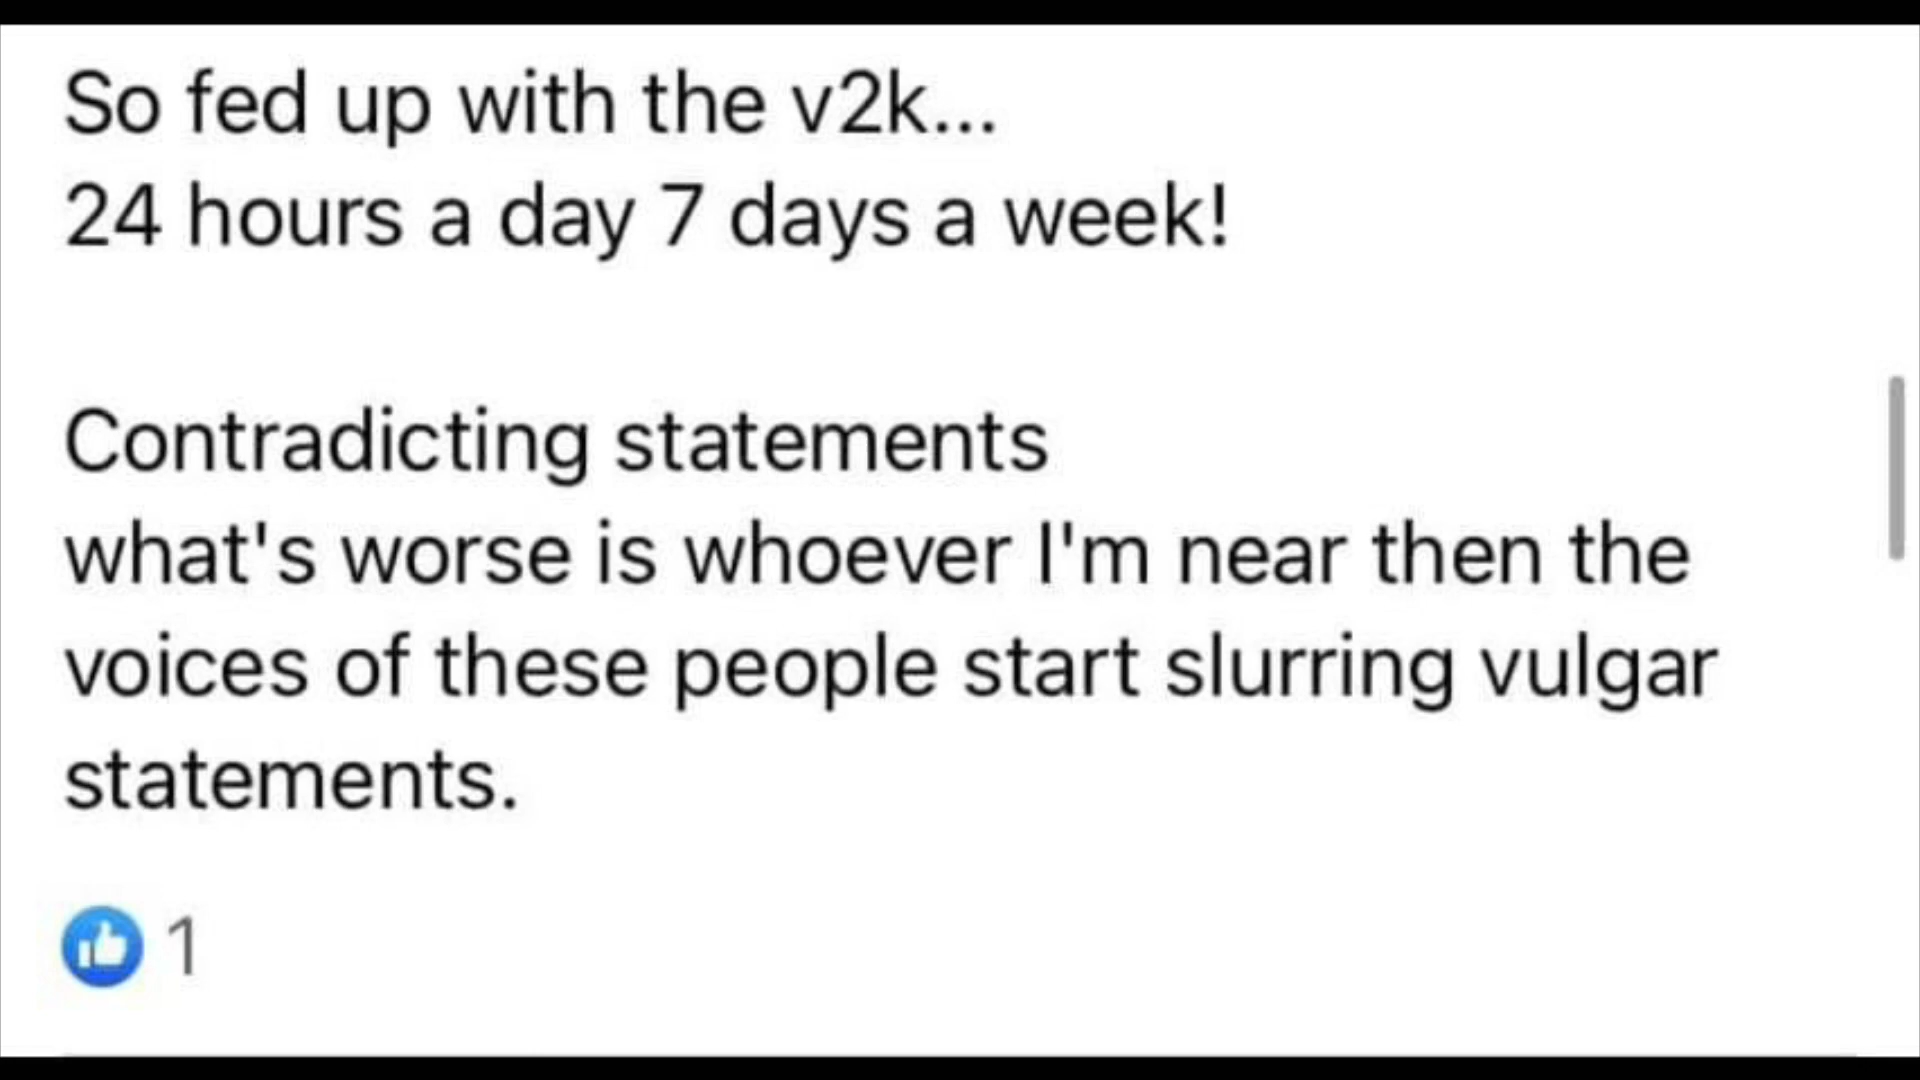 So fed up with the v2k...
24 hours a day 7 days a week!
Contradicting statements
what's worse is whoever I'm near then the
voices of these people start slurring vulgar
statements.
1